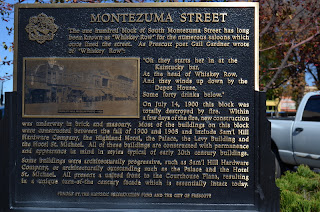 MONTEZUMA STREET
The one hundred block of South Montezuma Street has long
been known as "Whiskey Row" for the numerous saloons which
once lined the street. As Prescott poet Gail Gardner wrote
in "Whiskey Row":
"Oh they starts her in at the
Kaintucky bar,
At the head of Whiskey Row,
And they winds up down by the
Depot House,
Some forty drinks below."
On July 14, 1900 this block was
totally destroyed by fire. Within
a few days of the fire, new construction
was underway in brick and masonry. Most of the buildings on this block
were constructed between the fall of 1900 and 1905 and include Sam'l Hill
Hardware Company, the Highland Hotel, the Palace, the Levy Building and
the Hotel St. Michael. All of these buildings are constructed with permanence
and appearance in mind in styles typical of early 20th century buildings.
Some buildings were architecturally progressive, such as Sam'l Hill Hardware
Company, or architecturally outstanding such as the Palace and the Hotel
St. Michael. All present a united front to the Courthouse Plaza, resulting
in a unique turn-of-the century facade which is essentially intact today.
FUNDED BY THE HISTORIC PRESERVATION FUND AND THE CITY OF PRESCOTT